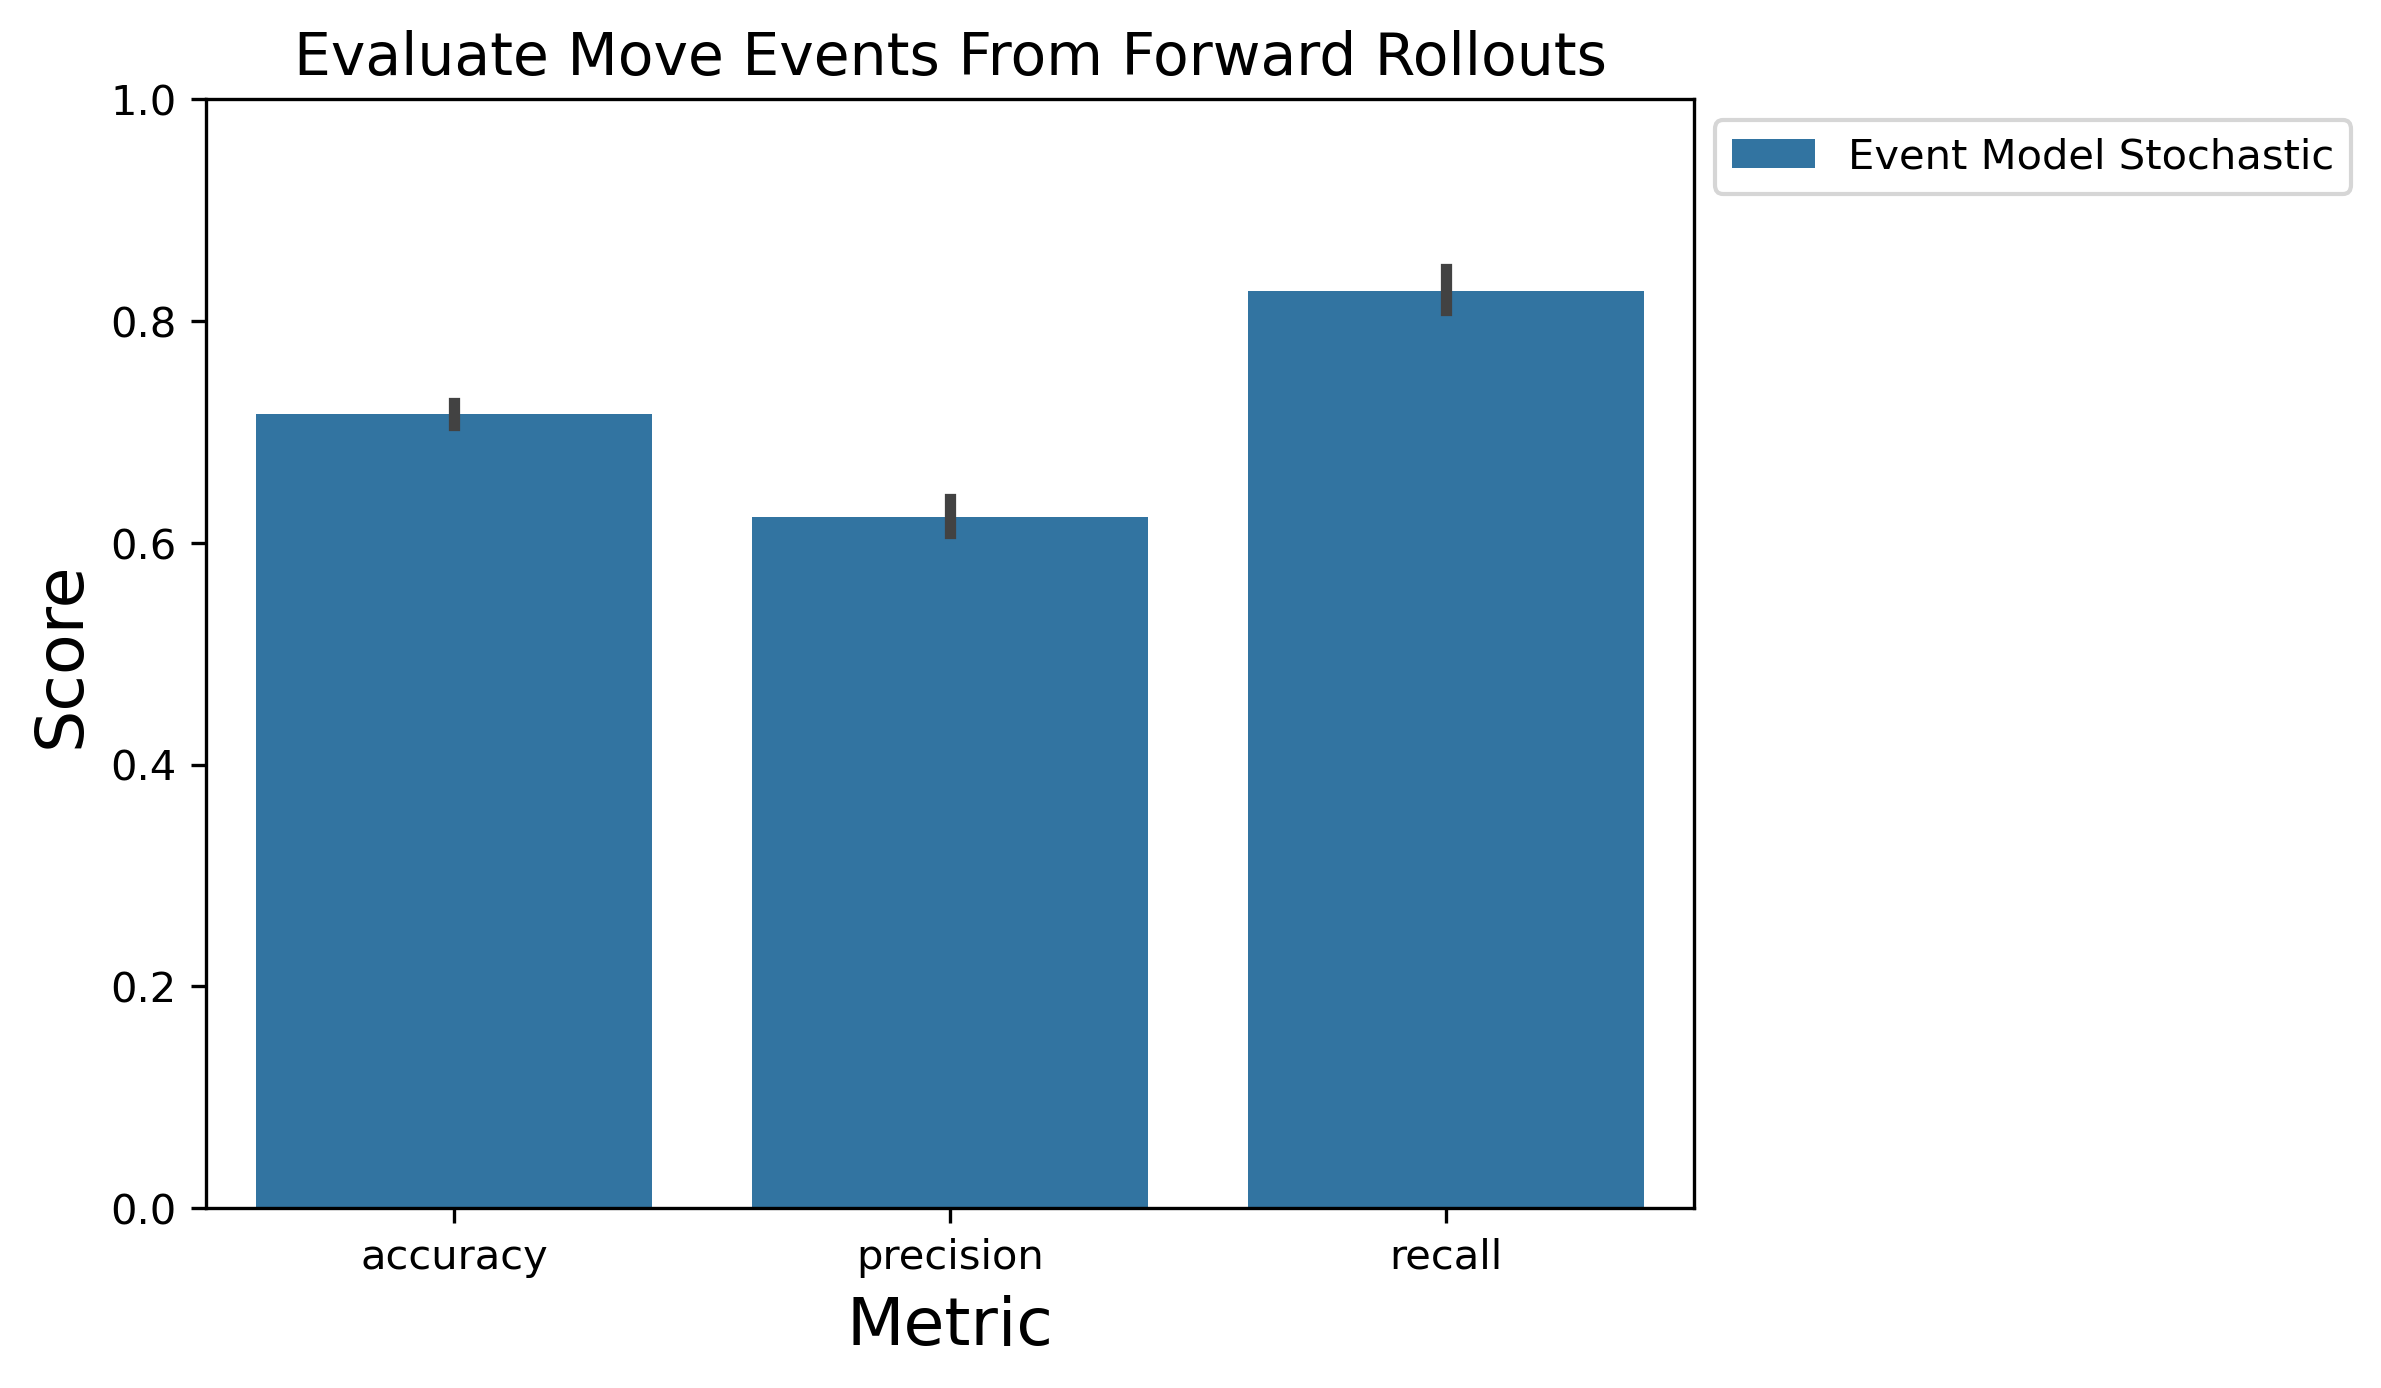 Evaluate Move Events From Forward Rollouts
1.0
0.8
0.6
0.4
0.2
0.0
Score
accuracy precision recall
Metric
Event Model Stochastic